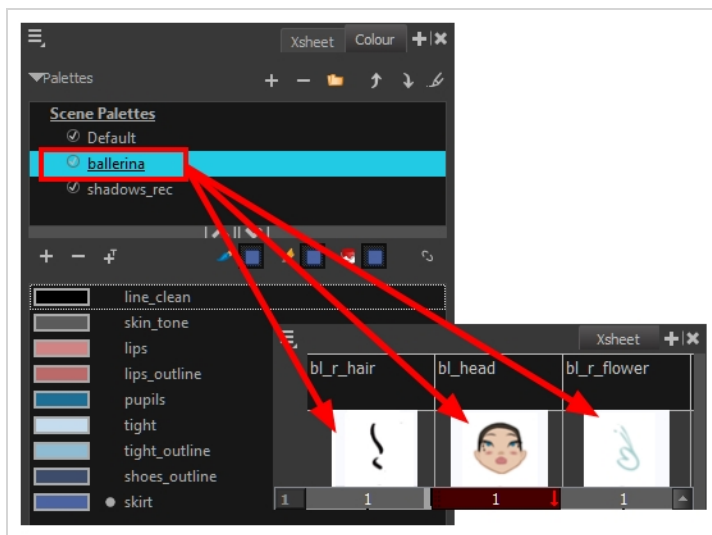 Xsheet Colour
Palettes
Scene Palettes
Default
ballerina
shadows_rec
line_clean
skin_tone
lips
lips_outline
pupils
tight
tight_outline
shoes_outline
skirt
Xsheet
bl_r_hair bl_head bl_r_flower
1 1 1 1